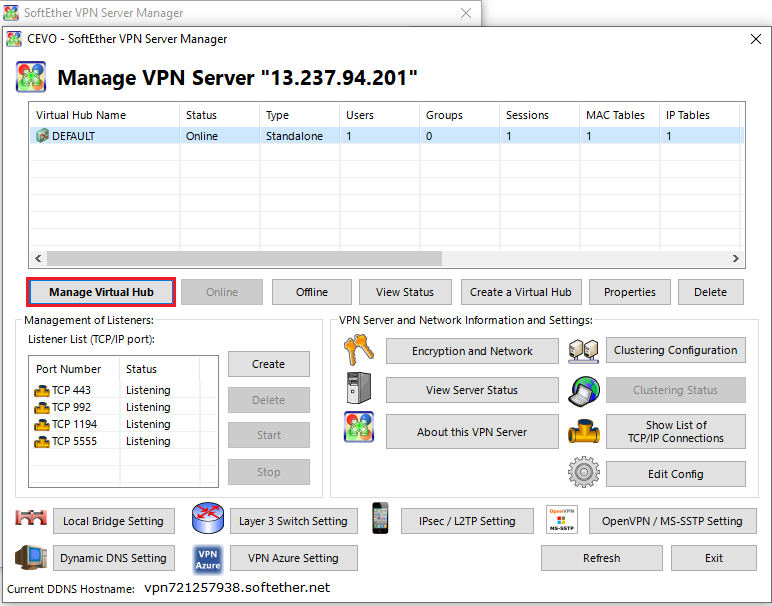 SoftEther VPN Server Manager
CEVO - SoftEther VPN Server Manager
Manage VPN Server "13.237.94.201"
Virtual Hub Name Status Type Users Groups Sessions MAC Tables IP Tables
DEFAULT Online Standalone 1 0 1 1 1
Manage Virtual Hub Online Offline View Status Create a Virtual Hub Properties Delete
Management of Listeners:
Listener List (TCP/IP port):
Port Number Status
TCP 443 Listening
TCP 992 Listening
TCP 1194 Listening
TCP 5555 Listening
Create
Delete
Start
Stop
VPN Server and Network Information and Settings:
Encryption and Network
Clustering Configuration
View Server Status
Clustering Status
About this VPN Server
Show List of
TCP/IP Connections
Edit Config
Local Bridge Setting
Layer 3 Switch Setting
IPsec / L2TP Setting
OpenVPN
MS-SSTP
OpenVPN / MS-SSTP Setting
Dynamic DNS Setting
VPN
Azure
VPN Azure Setting
Refresh
Exit
Current DDNS Hostname: vpn721257938.softether.net